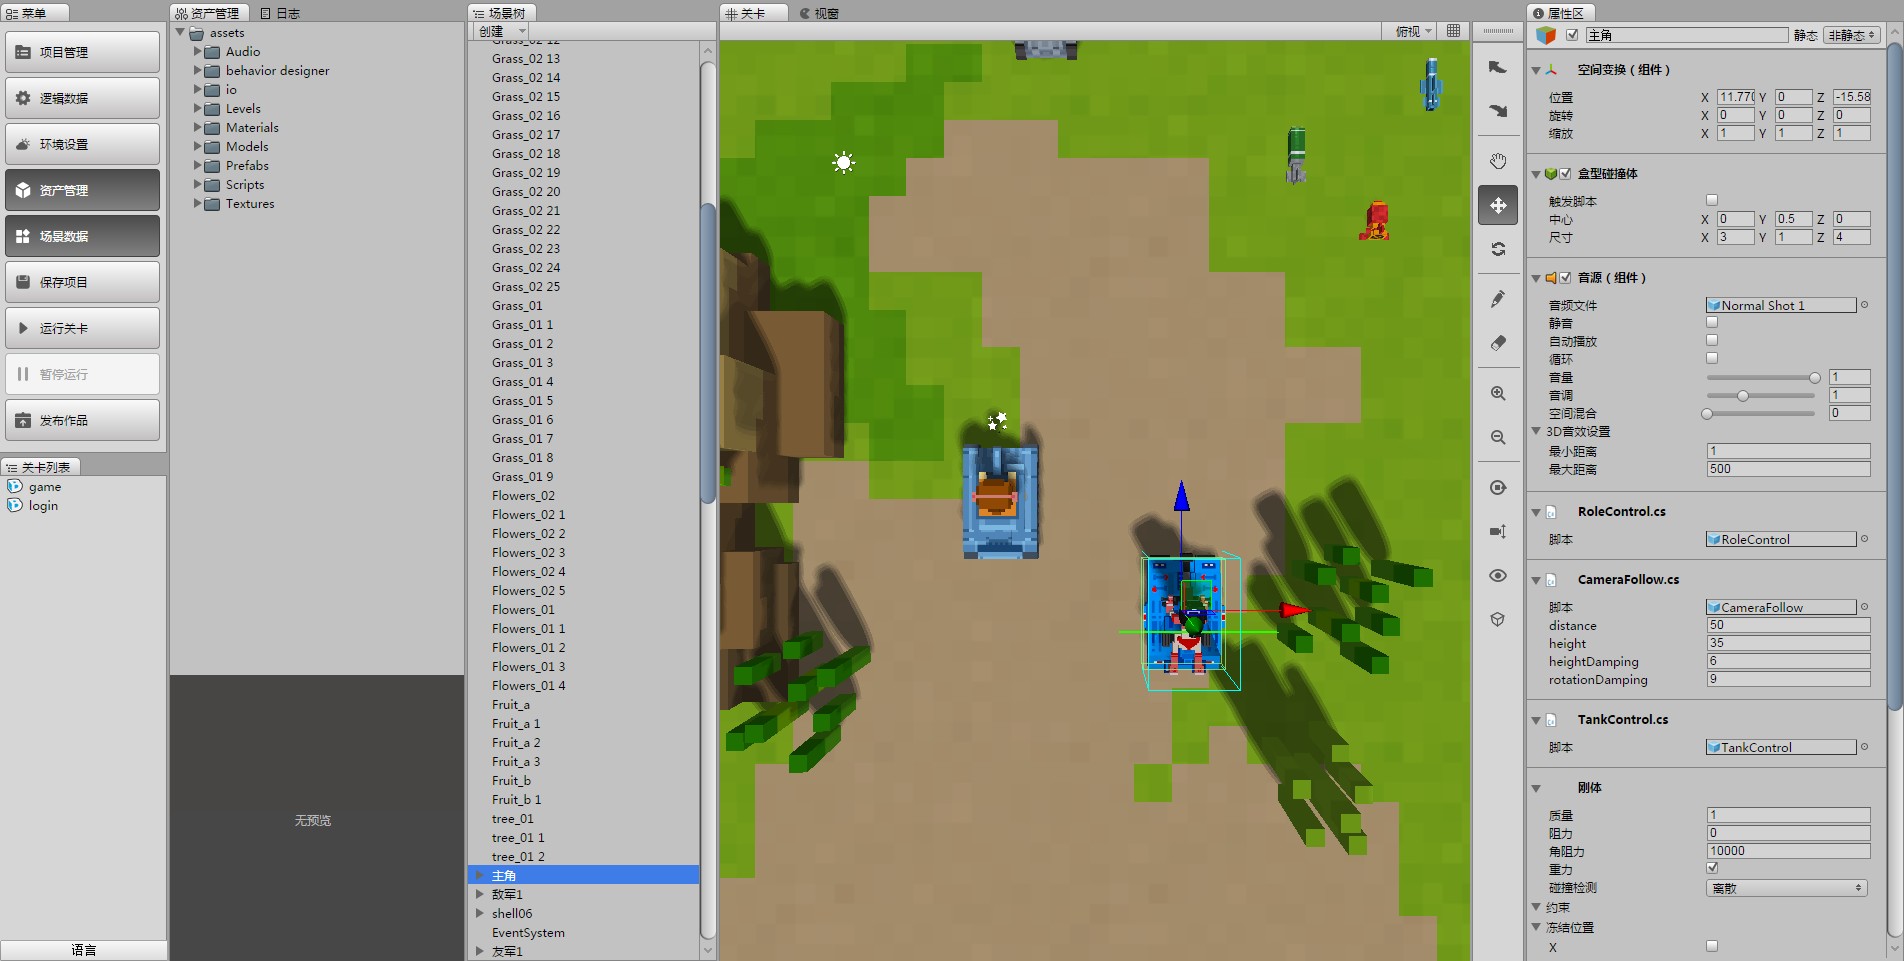 菜单
项目管理
逻辑数据
环境设置
资产管理
场景数据
保存项目
运行关卡
暂停运行
发布作品
关卡列表
game
login
语言
资产管理
日志
assets
Audio
behavior designer
io
Levels
Materials
Models
Prefabs
Scripts
Textures
无预览
场景树
创建
Grass_02 12
Grass_02 13
Grass_02 14
Grass_02 15
Grass_02 16
Grass_02 17
Grass_02 18
Grass_02 19
Grass_02 20
Grass_02 21
Grass_02 22
Grass_02 23
Grass_02 24
Grass_02 25
Grass_01
Grass_01 1
Grass_01 2
Grass_01 3
Grass_01 4
Grass_01 5
Grass_01 6
Grass_01 7
Grass_01 8
Grass_01 9
Flowers_02
Flowers_02 1
Flowers_02 2
Flowers_02 3
Flowers_02 4
Flowers_02 5
Flowers_01
Flowers_01 1
Flowers_01 2
Flowers_01 3
Flowers_01 4
Fruit_a
Fruit_a 1
Fruit_a 2
Fruit_a 3
Fruit_b
Fruit_b 1
tree_01
tree_01 1
tree_01 2
主角
敌军1
shell06
EventSystem
友军1
关卡
视窗
俯视
属性区
主角 静态 非静态
空间变换（组件）
位置 X 11.770 Y 0 Z -15.58
旋转 X 0 Y 0 Z 0
缩放 X 1 Y 1 Z 1
盒型碰撞体
触发脚本
中心 X 0 Y 0.5 Z 0
尺寸 X 3 Y 1 Z 4
音源（组件）
音频文件 Normal Shot 1
静音
自动播放
循环
音量 1
音调 1
空间混合 0
3D音效设置
最小距离 1
最大距离 500
RoleControl.cs
脚本 RoleControl
CameraFollow.cs
脚本 CameraFollow
distance 50
height 35
heightDamping 6
rotationDamping 9
TankControl.cs
脚本 TankControl
刚体
质量 1
阻力 0
角阻力 10000
重力
碰撞检测 离散
约束
冻结位置
X